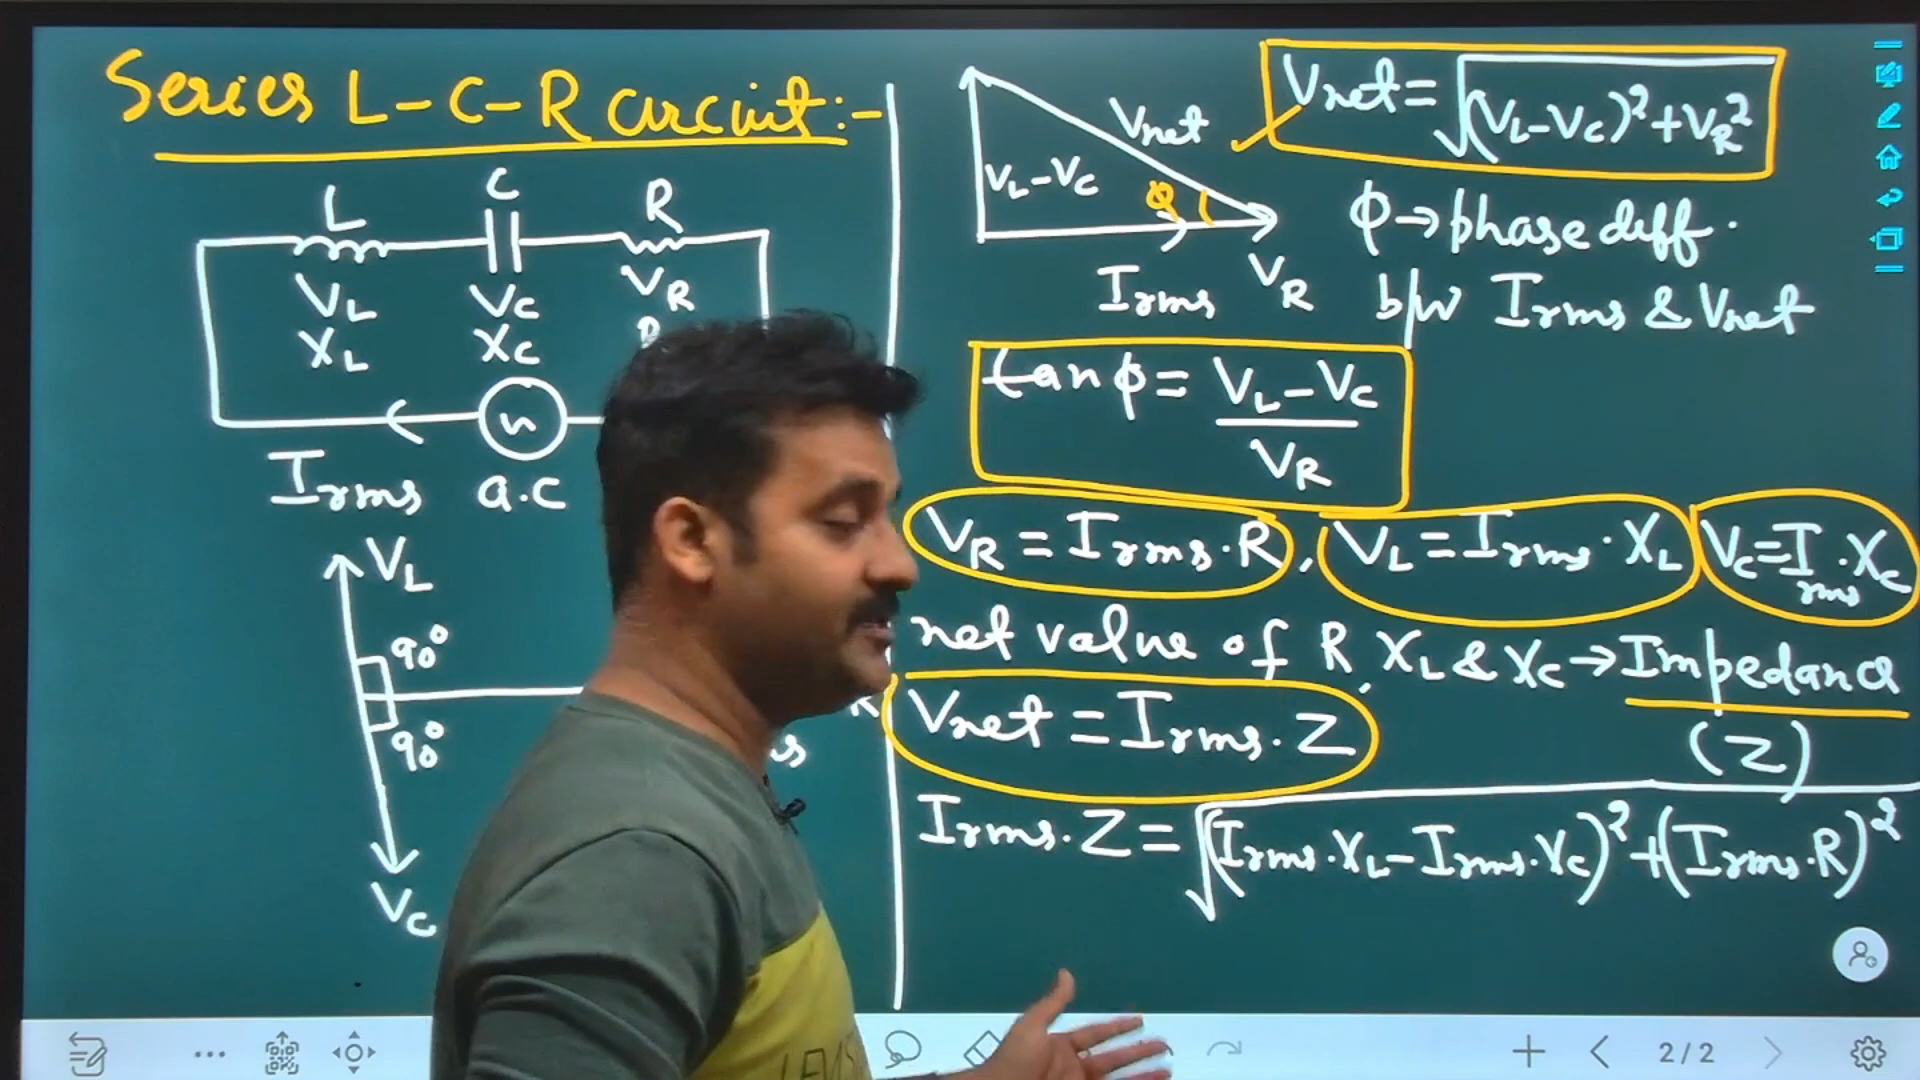 Series L-C-R circuit:-
L C R
VL VC VR
XL XC
Irms a.c
VL
90°
90°
VC
Vnet
VL-VC
φ
Irms VR
Vnet = √(VL-VC)²+VR²
φ→phase diff.
b/w Irms & Vnet
tan φ = VL-VC
VR
VR = Irms.R, VL = Irms.XL VC = Irms.XC
net value of R, XL & XC → Impedance
(Z)
Vnet = Irms.Z
Irms.Z = √(Irms.XL-Irms.XC)²+(Irms.R)²
2/2